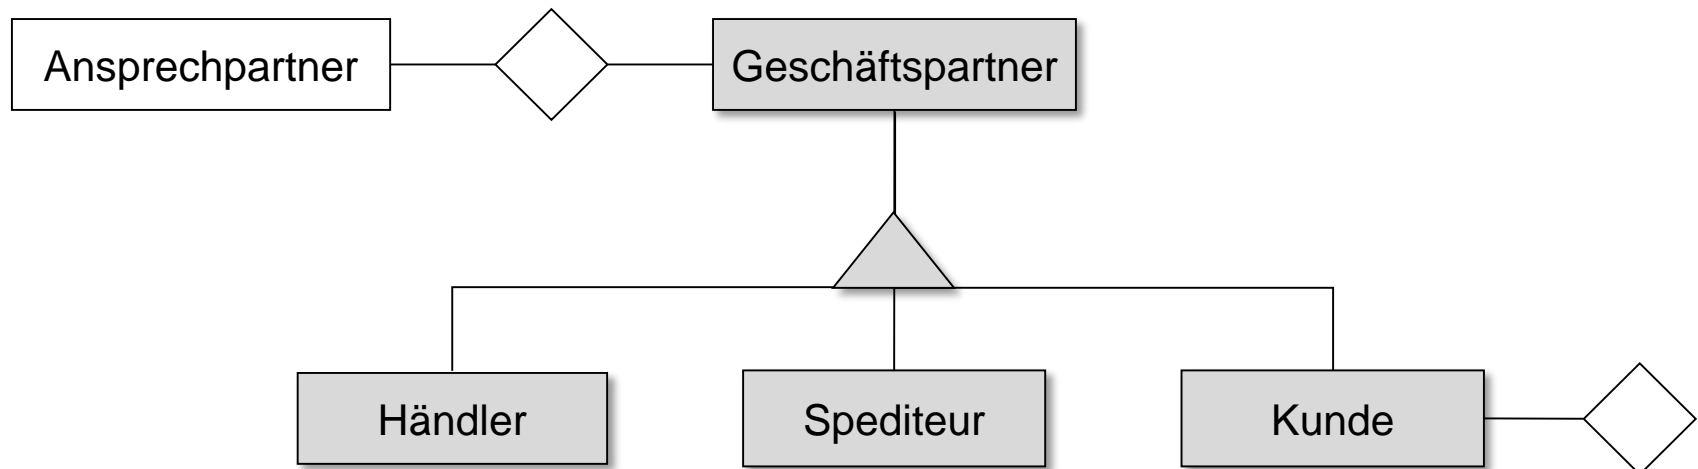 Ansprechpartner
Geschäftspartner
Händler
Spediteur
Kunde